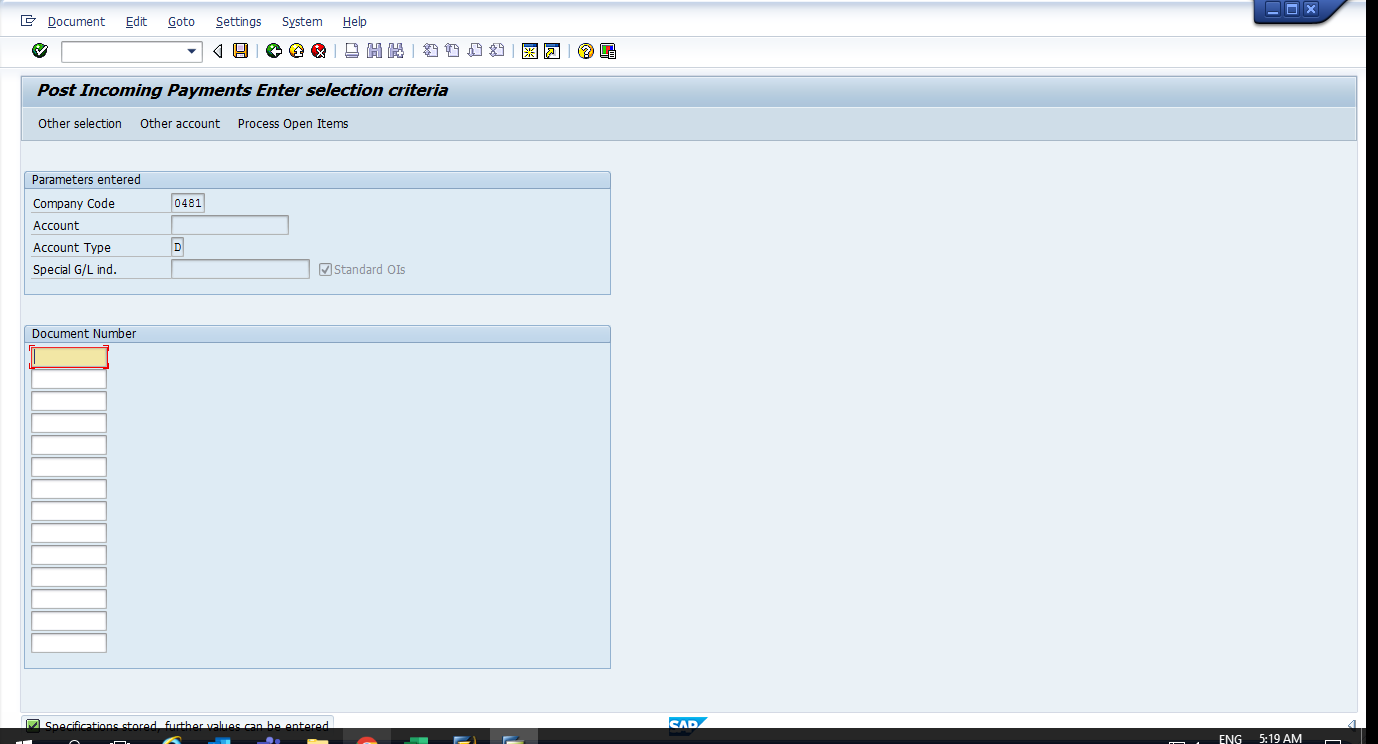 Document Edit Goto Settings System Help
Post Incoming Payments Enter selection criteria
Other selection Other account Process Open Items
Parameters entered
Company Code 0481
Account
Account Type D
Special G/L ind. Standard OIs
Document Number
Specifications stored, further values can be entered
SAP
ENG 5:19 AM